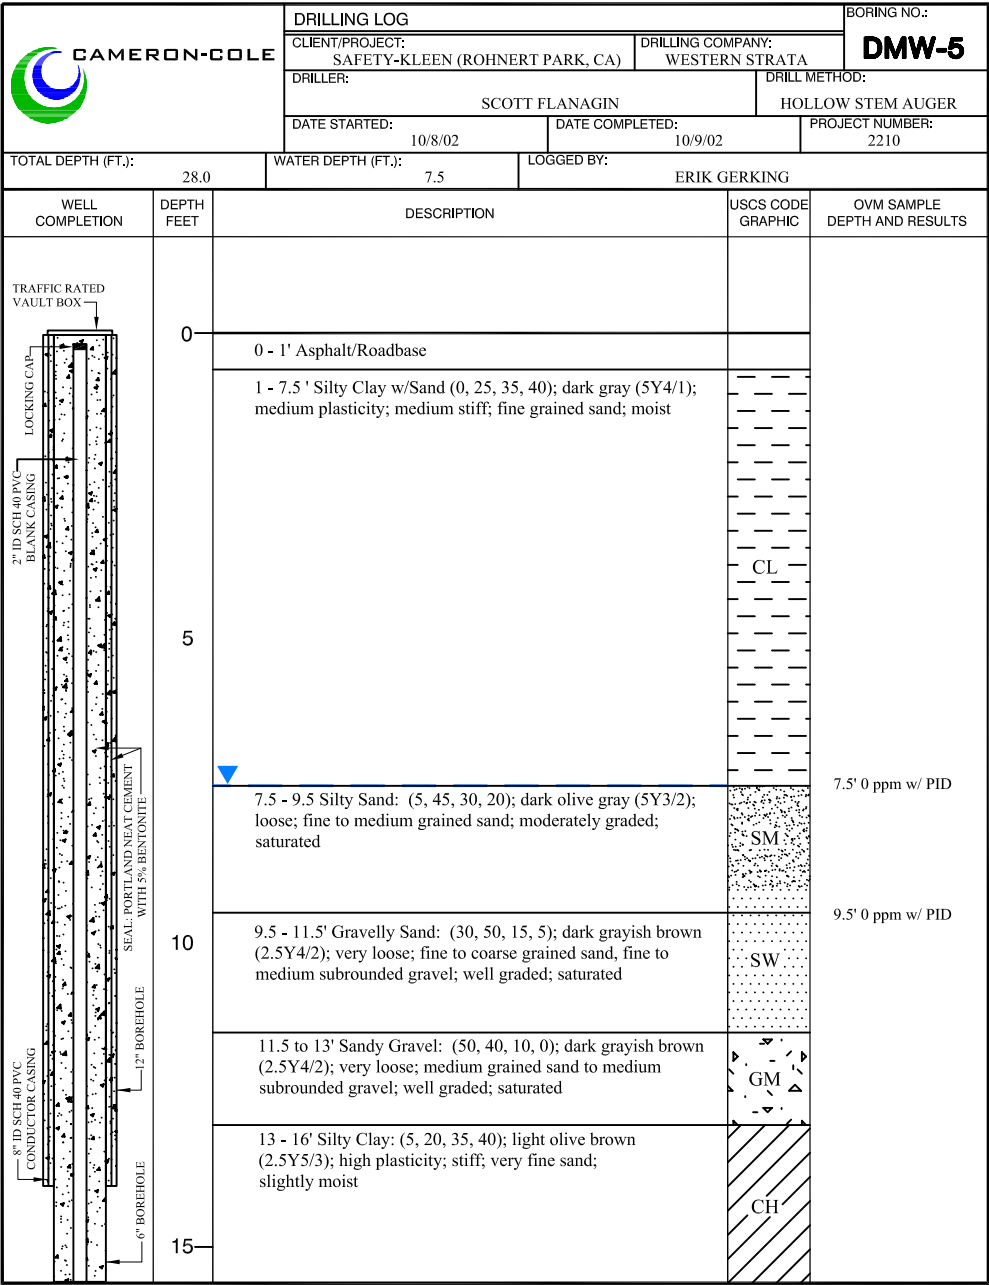 CAMERON-COLE
DRILLING LOG
BORING NO.:
DMW-5
CLIENT/PROJECT:
SAFETY-KLEEN (ROHNERT PARK, CA)
DRILLING COMPANY:
WESTERN STRATA
DRILLER:
SCOTT FLANAGIN
DRILL METHOD:
HOLLOW STEM AUGER
DATE STARTED:
10/8/02
DATE COMPLETED:
10/9/02
PROJECT NUMBER:
2210
TOTAL DEPTH (FT.):
28.0
WATER DEPTH (FT.):
7.5
LOGGED BY:
ERIK GERKING
WELL
COMPLETION
DEPTH
FEET
DESCRIPTION
USCS CODE
GRAPHIC
OVM SAMPLE
DEPTH AND RESULTS
TRAFFIC RATED
VAULT BOX
LOCKING CAP
2" ID SCH 40 PVC
BLANK CASING
SEAL: PORTLAND NEAT CEMENT
WITH 5% BENTONITE
12" BOREHOLE
8" ID SCH 40 PVC
CONDUCTOR CASING
6" BOREHOLE
0
5
10
15
0 - 1' Asphalt/Roadbase
1 - 7.5 ' Silty Clay w/Sand (0, 25, 35, 40); dark gray (5Y4/1);
medium plasticity; medium stiff; fine grained sand; moist
CL
7.5' 0 ppm w/ PID
7.5 - 9.5 Silty Sand: (5, 45, 30, 20); dark olive gray (5Y3/2);
loose; fine to medium grained sand; moderately graded;
saturated
SM
9.5' 0 ppm w/ PID
9.5 - 11.5' Gravelly Sand: (30, 50, 15, 5); dark grayish brown
(2.5Y4/2); very loose; fine to coarse grained sand, fine to
medium subrounded gravel; well graded; saturated
SW
11.5 to 13' Sandy Gravel: (50, 40, 10, 0); dark grayish brown
(2.5Y4/2); very loose; medium grained sand to medium
subrounded gravel; well graded; saturated
GM
13 - 16' Silty Clay: (5, 20, 35, 40); light olive brown
(2.5Y5/3); high plasticity; stiff; very fine sand;
slightly moist
CH